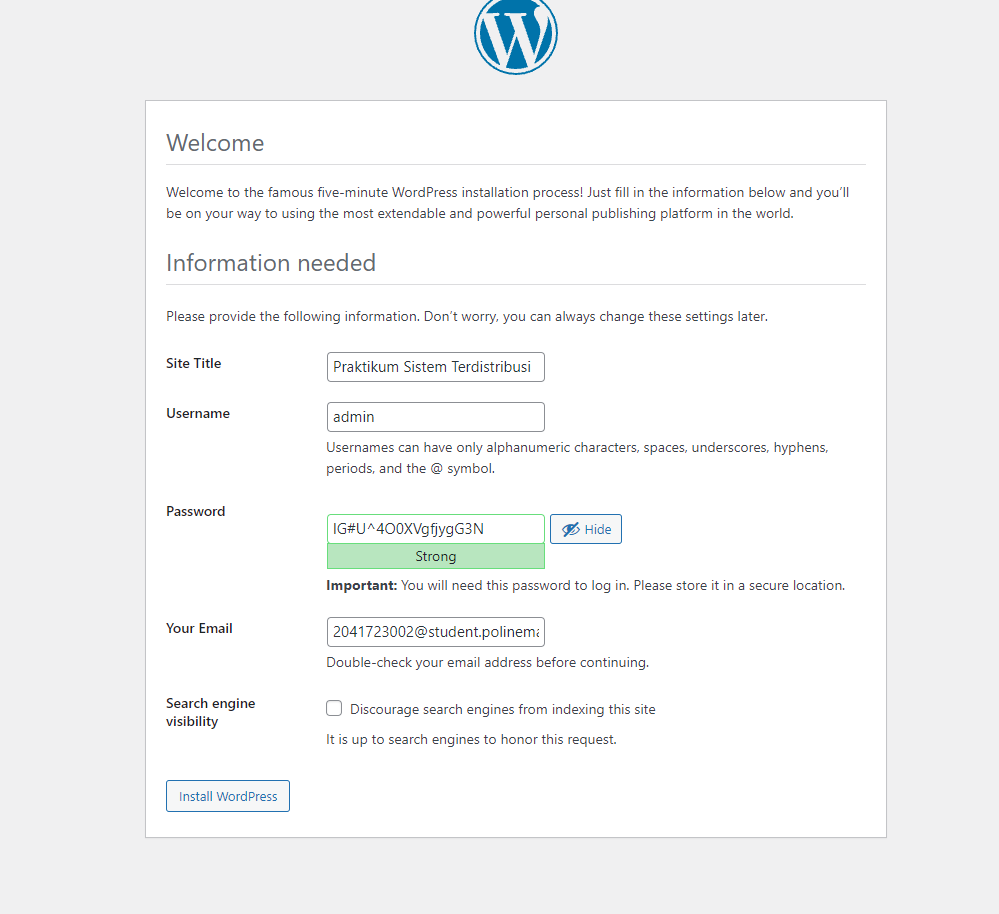 Welcome
Welcome to the famous five-minute WordPress installation process! Just fill in the information below and you’ll
be on your way to using the most extendable and powerful personal publishing platform in the world.
Information needed
Please provide the following information. Don’t worry, you can always change these settings later.
Site Title
Praktikum Sistem Terdistribusi
Username
admin
Usernames can have only alphanumeric characters, spaces, underscores, hyphens,
periods, and the @ symbol.
Password
IG#U^4O0XVgfjygG3N
Hide
Strong
Important: You will need this password to log in. Please store it in a secure location.
Your Email
2041723002@student.polinema
Double-check your email address before continuing.
Search engine
visibility
Discourage search engines from indexing this site
It is up to search engines to honor this request.
Install WordPress